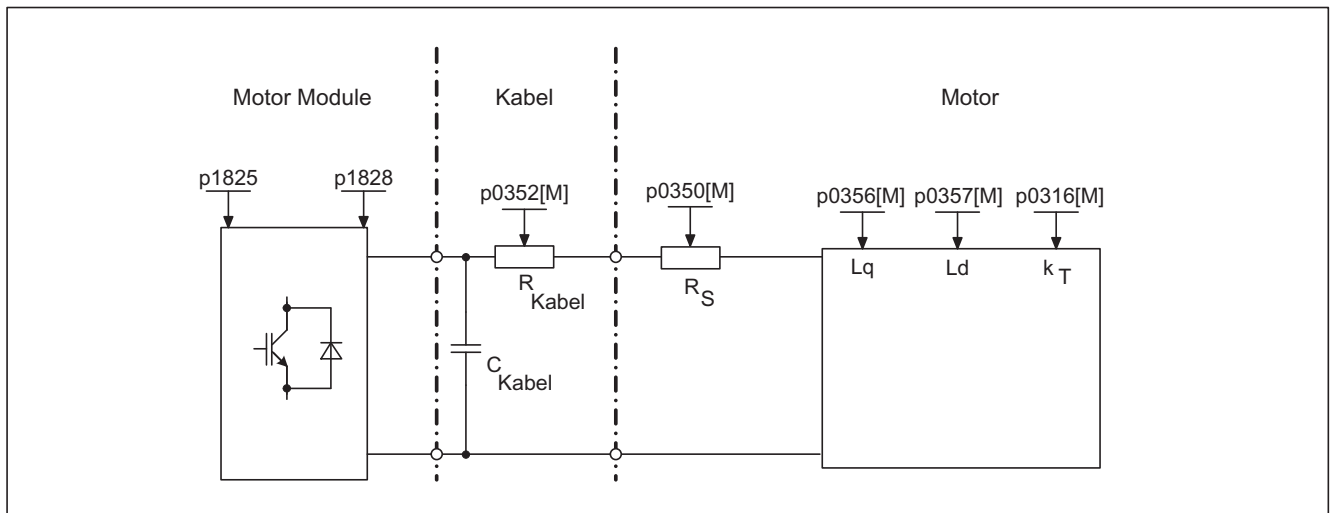 Motor Module
Kabel
Motor
p1825
p1828
p0352[M]
p0350[M]
p0356[M]
p0357[M]
p0316[M]
R Kabel
R S
Lq
Ld
k T
C Kabel